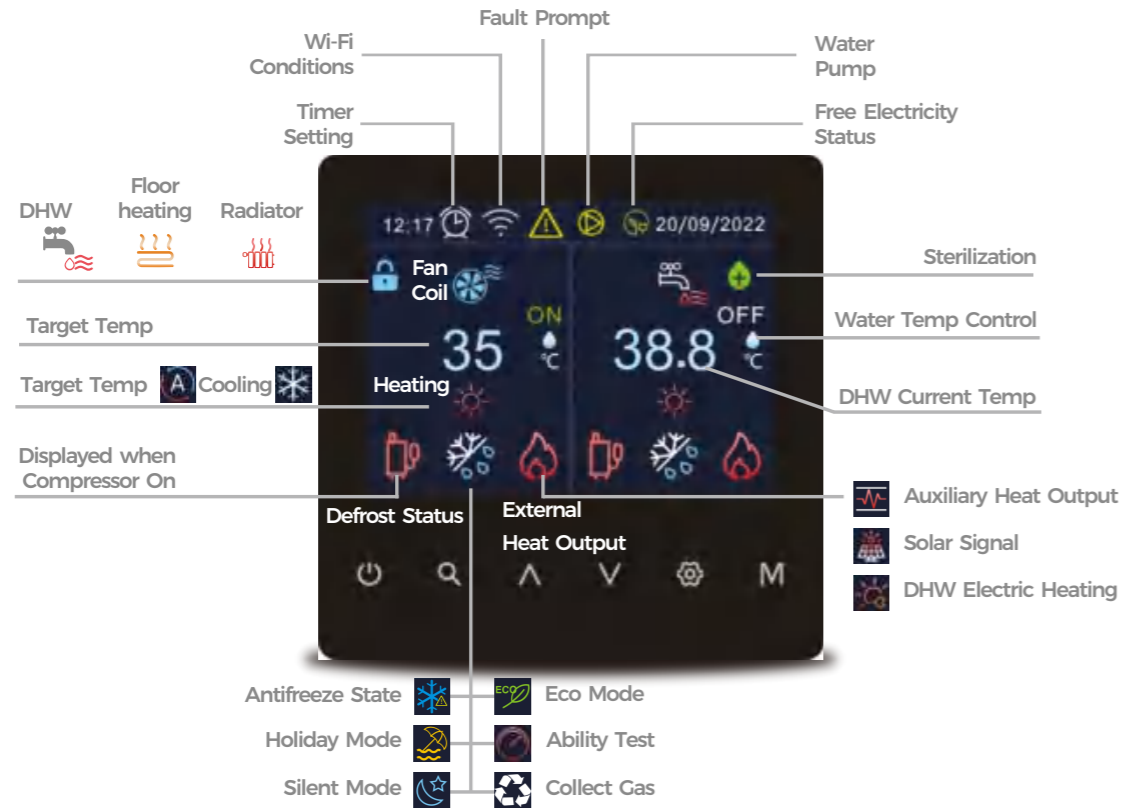 Fault Prompt
Wi-Fi
Conditions
Water
Pump
Timer
Setting
Free Electricity
Status
DHW
Floor
heating
Radiator
12:17
20/09/2022
Fan
Coil
Sterilization
ON
OFF
Target Temp
35
°C
38.8
°C
Water Temp Control
Target Temp
A
Cooling
Heating
DHW Current Temp
Displayed when
Compressor On
Defrost Status
External
Heat Output
Auxiliary Heat Output
Solar Signal
DHW Electric Heating
M
Antifreeze State
ECO
Eco Mode
Holiday Mode
Ability Test
Silent Mode
Collect Gas